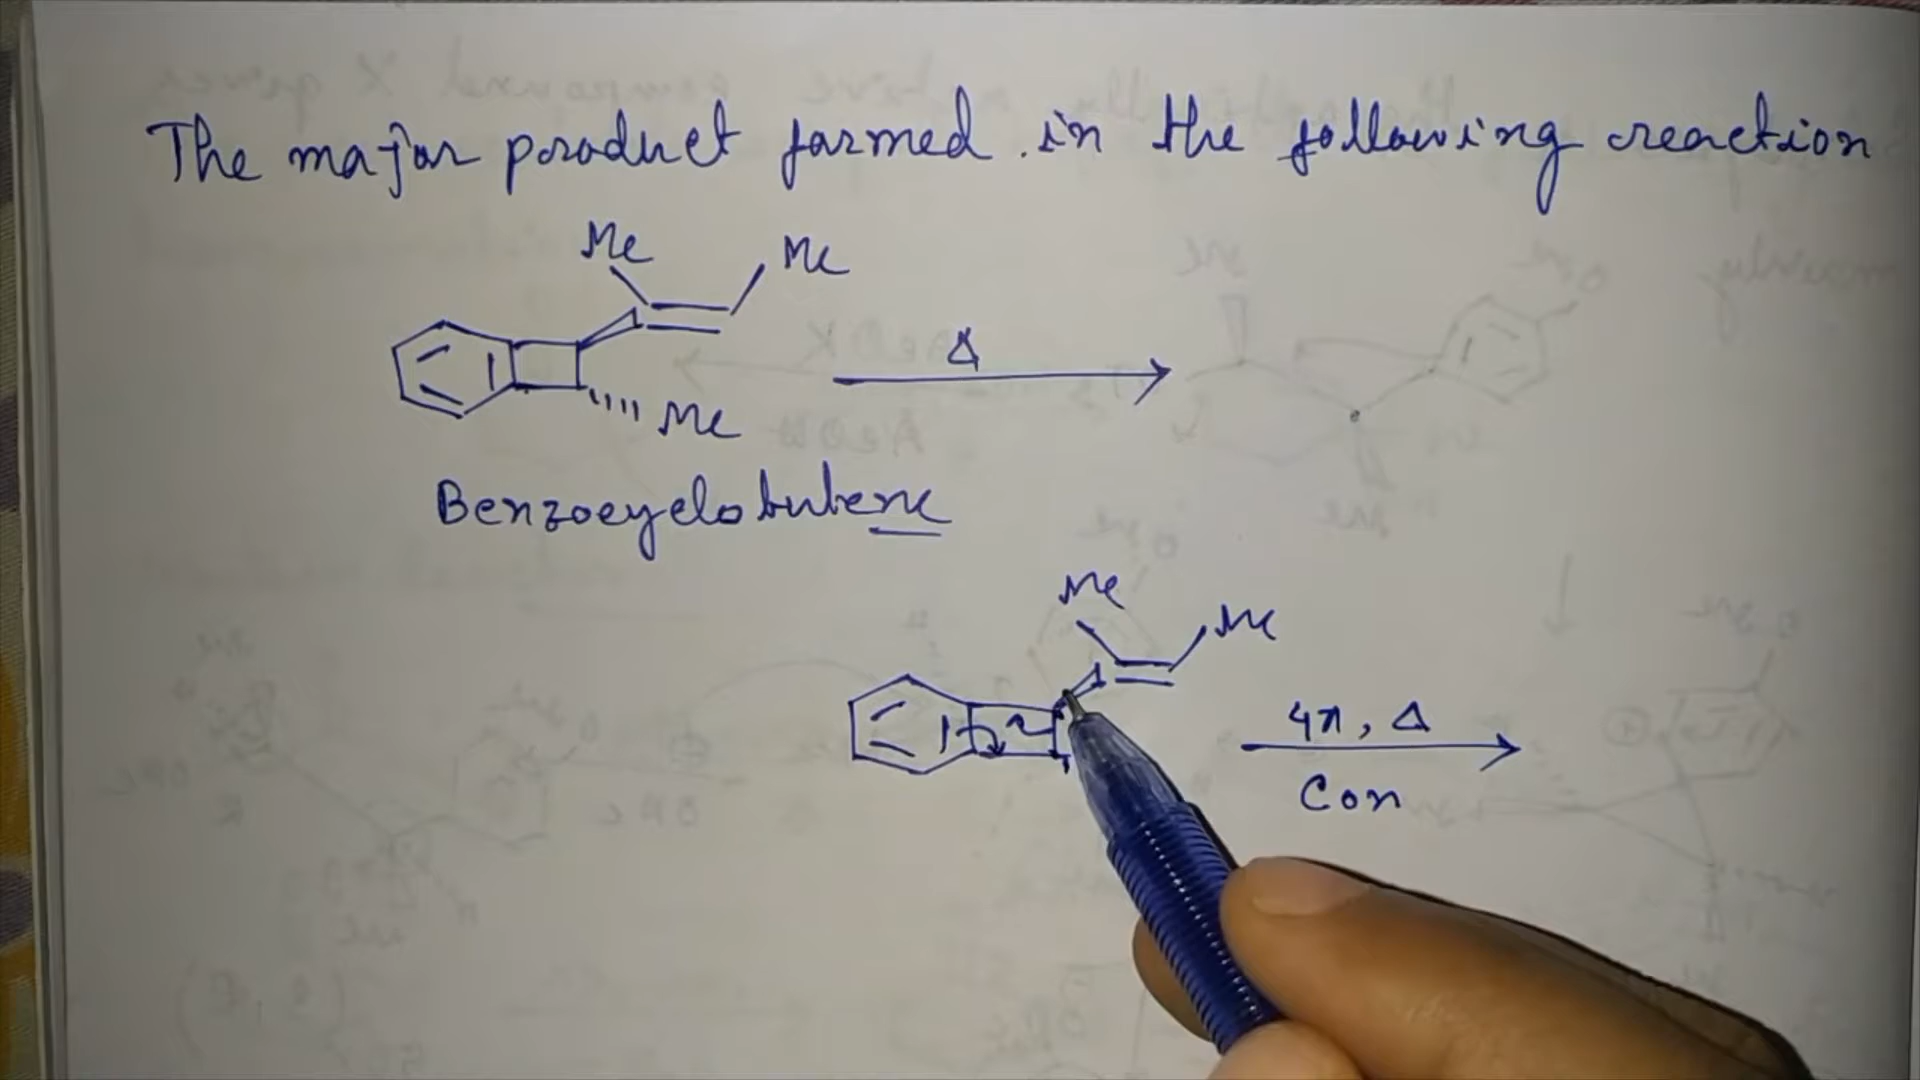 The major product formed in the following reaction
Me Me
Δ
Me
Benzocyclobutene
Me Me
4π, Δ
Con